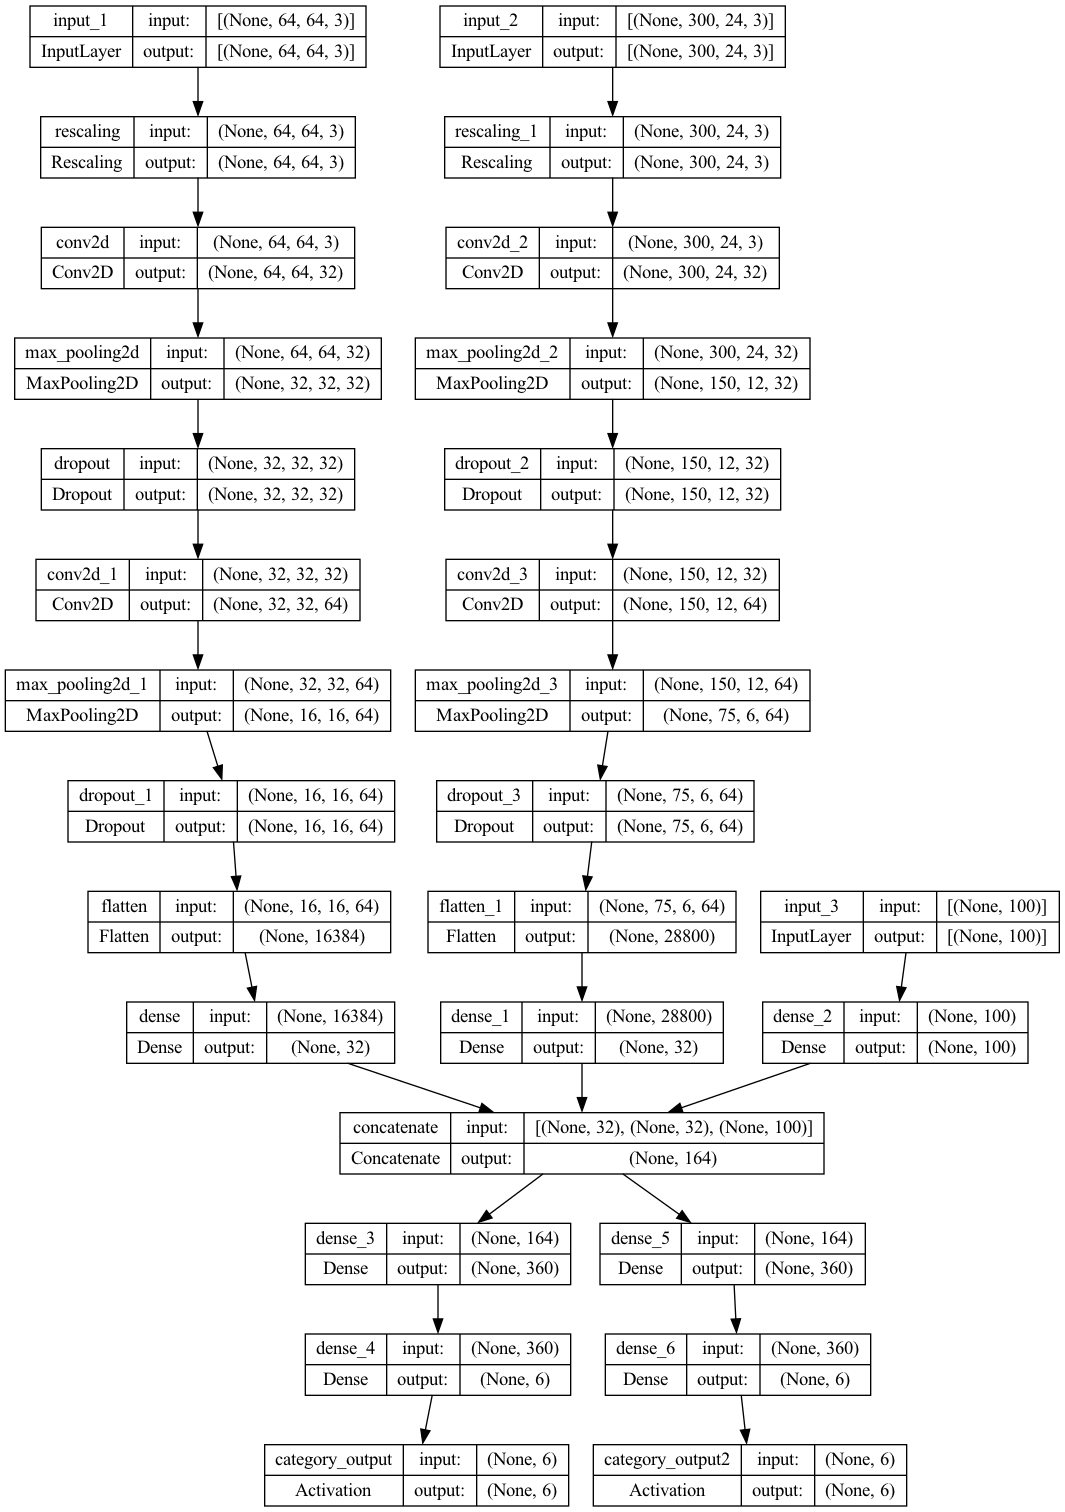 input_1 input: [(None, 64, 64, 3)]
InputLayer output: [(None, 64, 64, 3)]
input_2 input: [(None, 300, 24, 3)]
InputLayer output: [(None, 300, 24, 3)]
rescaling input: (None, 64, 64, 3)
Rescaling output: (None, 64, 64, 3)
rescaling_1 input: (None, 300, 24, 3)
Rescaling output: (None, 300, 24, 3)
conv2d input: (None, 64, 64, 3)
Conv2D output: (None, 64, 64, 32)
conv2d_2 input: (None, 300, 24, 3)
Conv2D output: (None, 300, 24, 32)
max_pooling2d input: (None, 64, 64, 32)
MaxPooling2D output: (None, 32, 32, 32)
max_pooling2d_2 input: (None, 300, 24, 32)
MaxPooling2D output: (None, 150, 12, 32)
dropout input: (None, 32, 32, 32)
Dropout output: (None, 32, 32, 32)
dropout_2 input: (None, 150, 12, 32)
Dropout output: (None, 150, 12, 32)
conv2d_1 input: (None, 32, 32, 32)
Conv2D output: (None, 32, 32, 64)
conv2d_3 input: (None, 150, 12, 32)
Conv2D output: (None, 150, 12, 64)
max_pooling2d_1 input: (None, 32, 32, 64)
MaxPooling2D output: (None, 16, 16, 64)
max_pooling2d_3 input: (None, 150, 12, 64)
MaxPooling2D output: (None, 75, 6, 64)
dropout_1 input: (None, 16, 16, 64)
Dropout output: (None, 16, 16, 64)
dropout_3 input: (None, 75, 6, 64)
Dropout output: (None, 75, 6, 64)
flatten input: (None, 16, 16, 64)
Flatten output: (None, 16384)
flatten_1 input: (None, 75, 6, 64)
Flatten output: (None, 28800)
input_3 input: [(None, 100)]
InputLayer output: [(None, 100)]
dense input: (None, 16384)
Dense output: (None, 32)
dense_1 input: (None, 28800)
Dense output: (None, 32)
dense_2 input: (None, 100)
Dense output: (None, 100)
concatenate input: [(None, 32), (None, 32), (None, 100)]
Concatenate output: (None, 164)
dense_3 input: (None, 164)
Dense output: (None, 360)
dense_5 input: (None, 164)
Dense output: (None, 360)
dense_4 input: (None, 360)
Dense output: (None, 6)
dense_6 input: (None, 360)
Dense output: (None, 6)
category_output input: (None, 6)
Activation output: (None, 6)
category_output2 input: (None, 6)
Activation output: (None, 6)